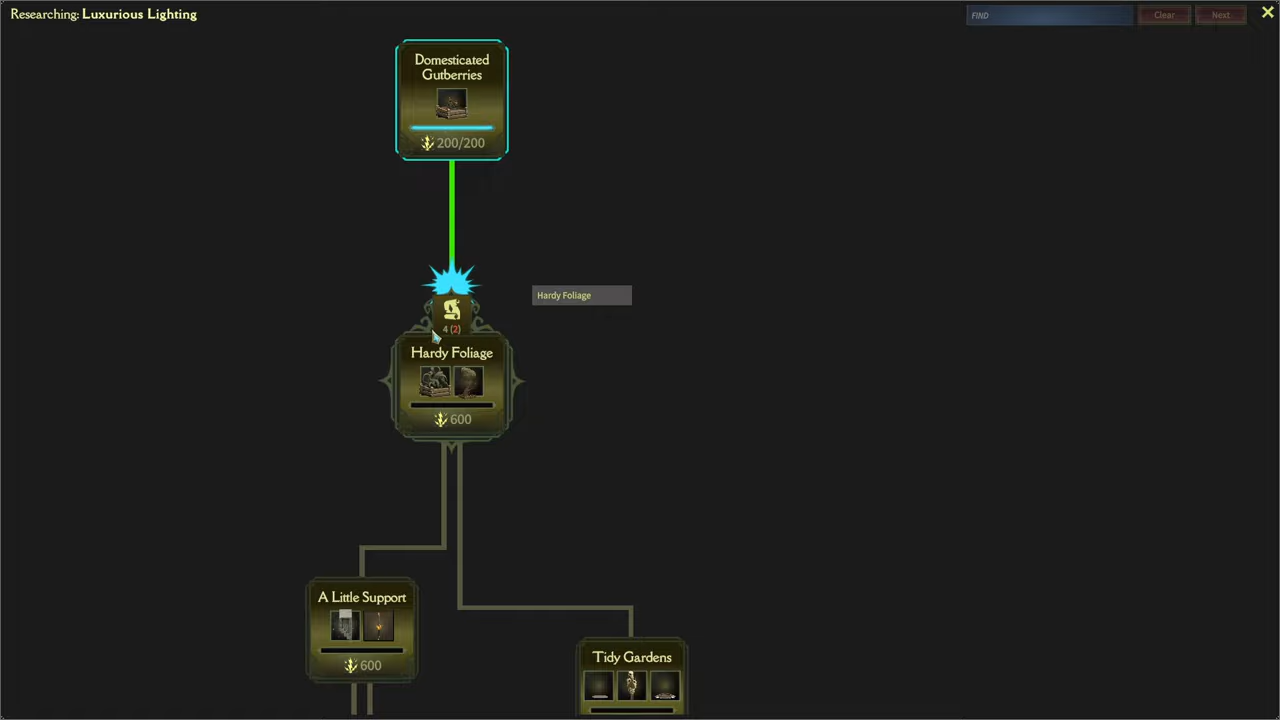 Researching: Luxurious Lighting
FIND
Clear
Next
Domesticated
Gutberries
200/200
Hardy Foliage
4 (2)
Hardy Foliage
600
A Little Support
600
Tidy Gardens